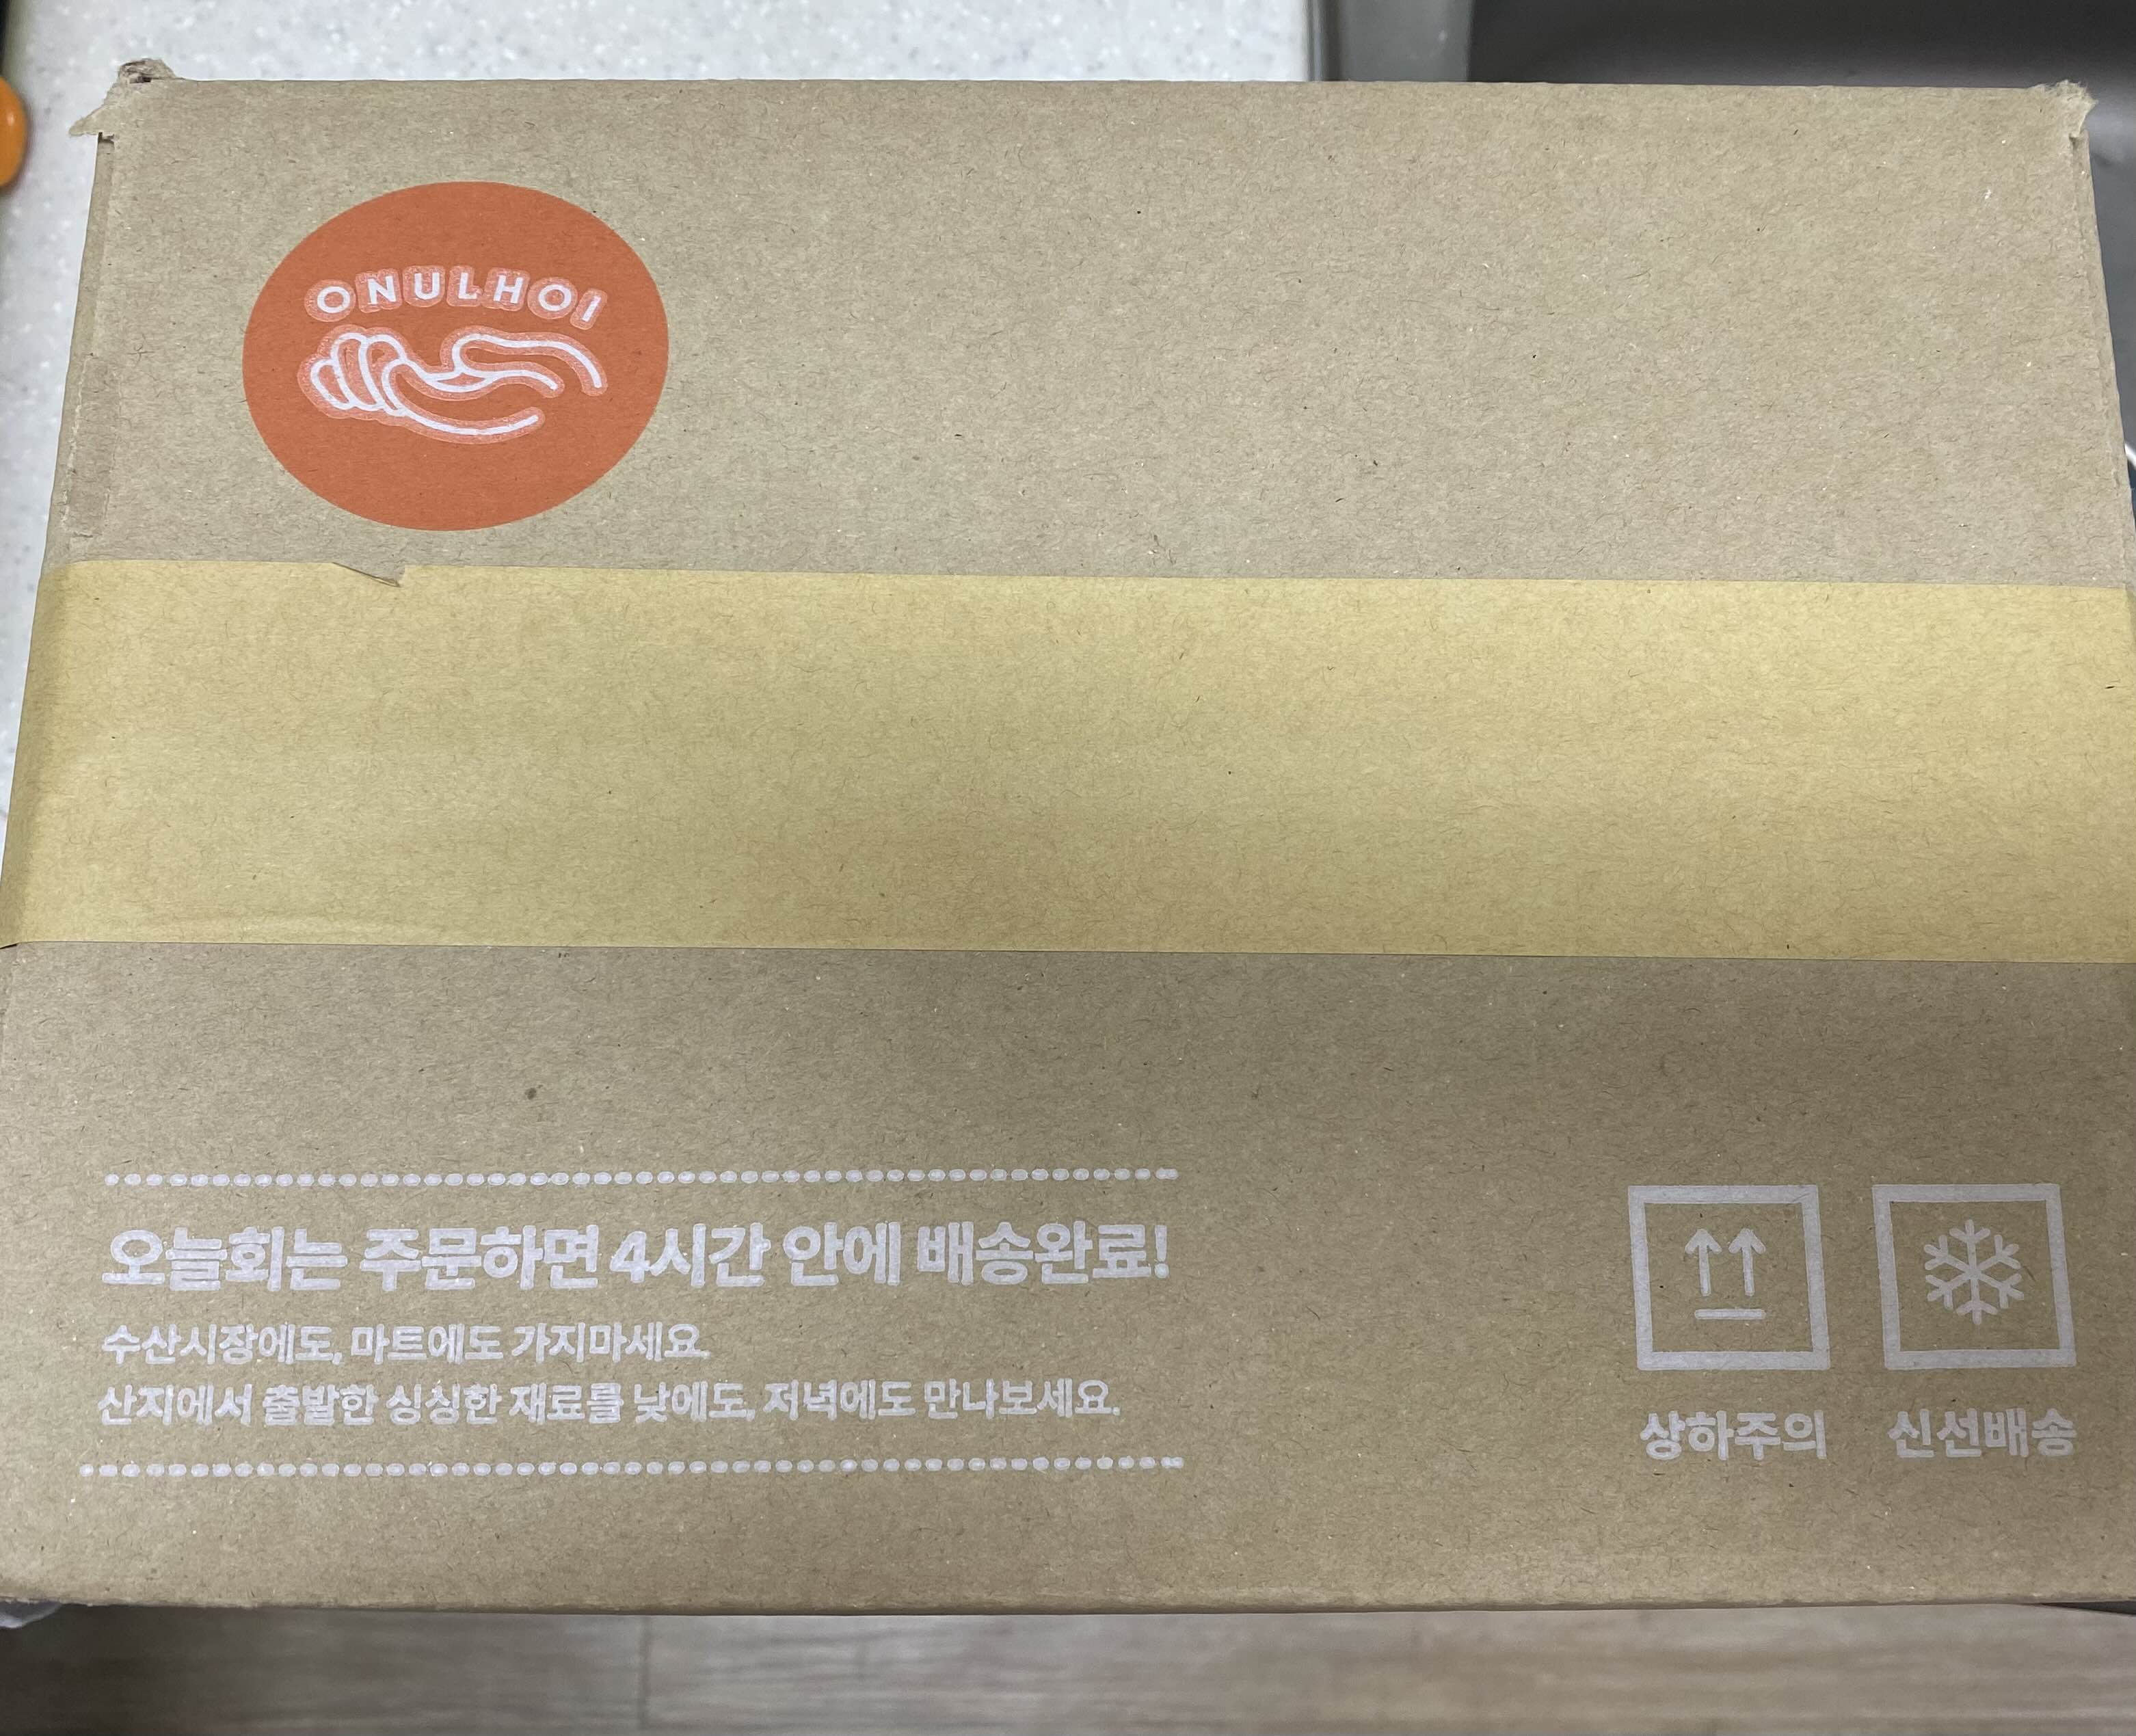 ONULHOI
오늘회는 주문하면 4시간 안에 배송완료!
수산시장에도, 마트에도 가지마세요.
산지에서 출발한 싱싱한 재료를 낮에도, 저녁에도 만나보세요.
상하주의
신선배송